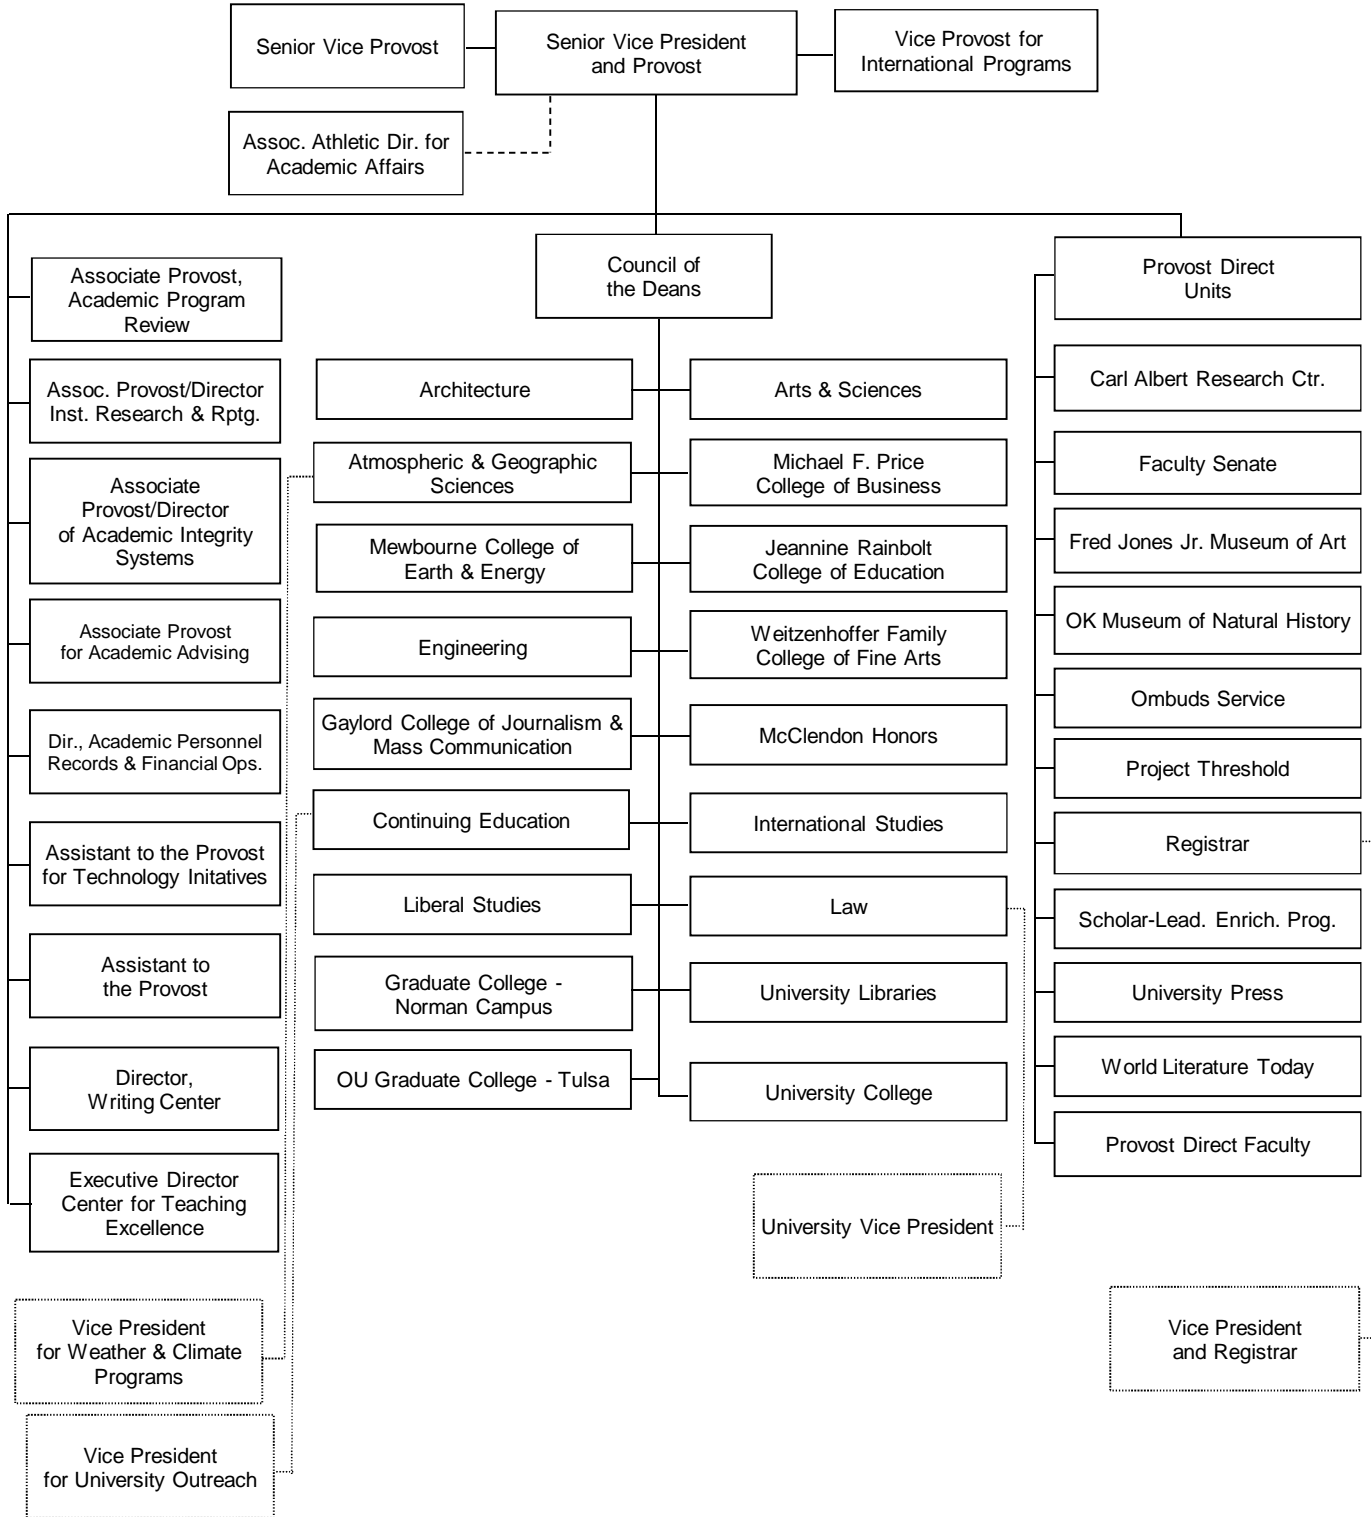 Senior Vice Provost
Senior Vice President
and Provost
Vice Provost for
International Programs
Assoc. Athletic Dir. for
Academic Affairs
Associate Provost,
Academic Program
Review
Assoc. Provost/Director
Inst. Research & Rptg.
Associate
Provost/Director
of Academic Integrity
Systems
Associate Provost
for Academic Advising
Dir., Academic Personnel
Records & Financial Ops.
Assistant to the Provost
for Technology Initatives
Assistant to
the Provost
Director,
Writing Center
Executive Director
Center for Teaching
Excellence
Vice President
for Weather & Climate
Programs
Vice President
for University Outreach
Council of
the Deans
Architecture
Arts & Sciences
Atmospheric & Geographic
Sciences
Michael F. Price
College of Business
Mewbourne College of
Earth & Energy
Jeannine Rainbolt
College of Education
Engineering
Weitzenhoffer Family
College of Fine Arts
Gaylord College of Journalism &
Mass Communication
McClendon Honors
Continuing Education
International Studies
Liberal Studies
Law
Graduate College -
Norman Campus
University Libraries
OU Graduate College - Tulsa
University College
University Vice President
Provost Direct
Units
Carl Albert Research Ctr.
Faculty Senate
Fred Jones Jr. Museum of Art
OK Museum of Natural History
Ombuds Service
Project Threshold
Registrar
Scholar-Lead. Enrich. Prog.
University Press
World Literature Today
Provost Direct Faculty
Vice President
and Registrar